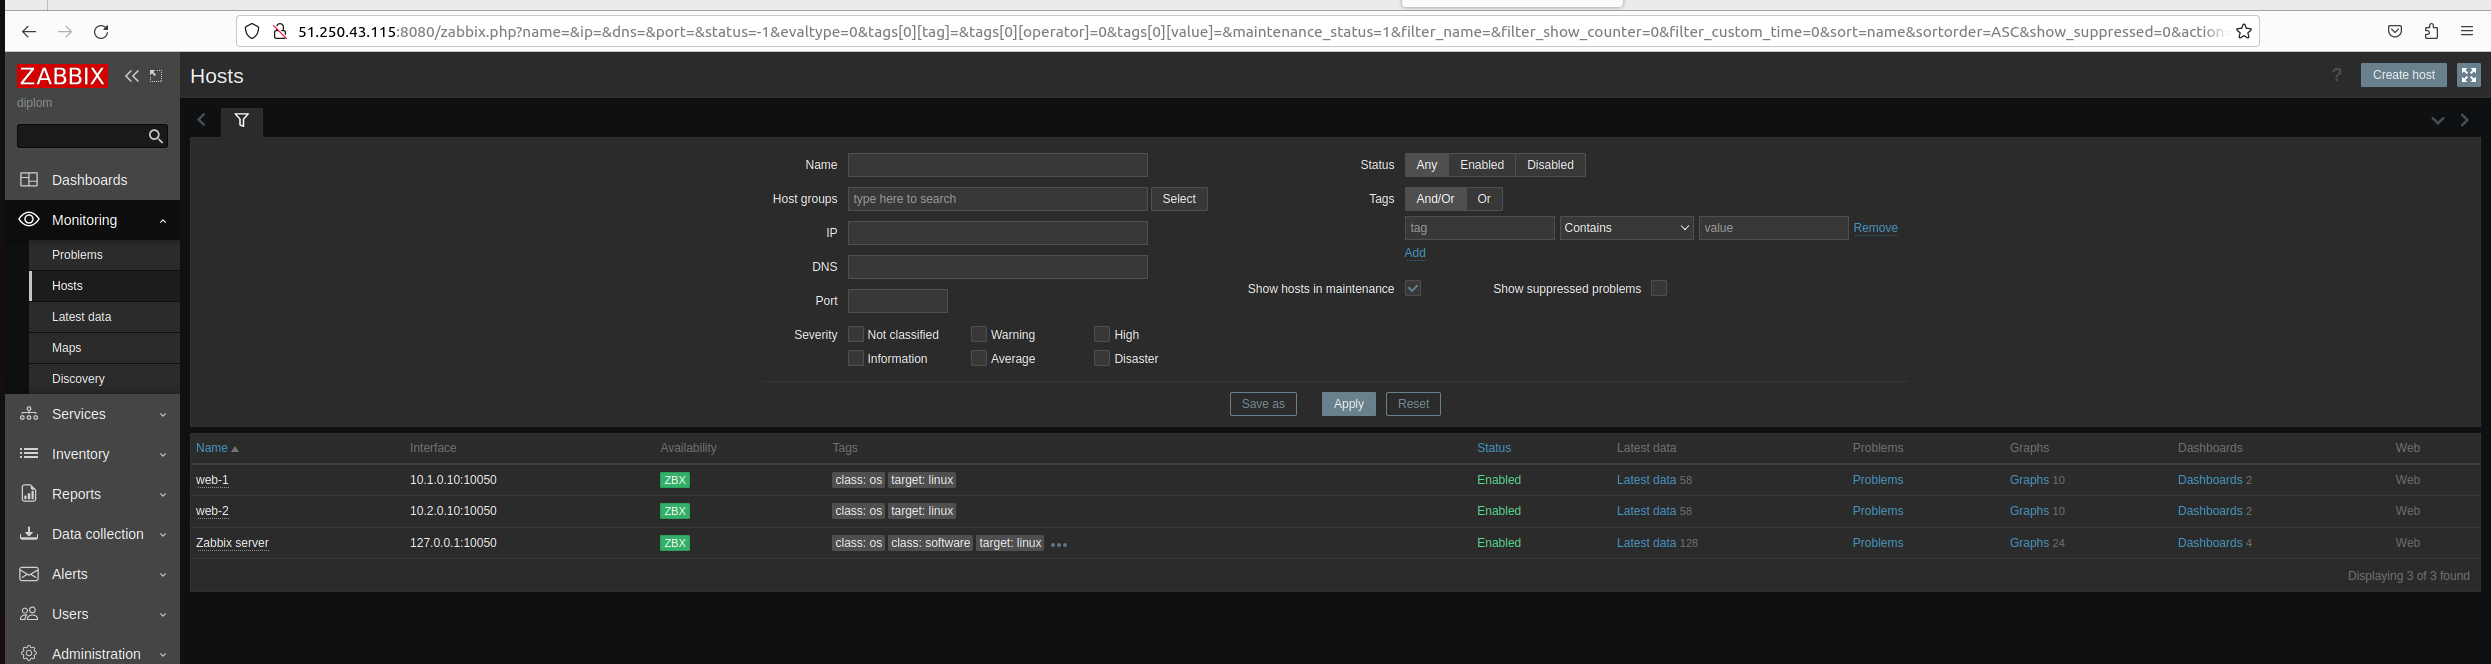 51.250.43.115:8080/zabbix.php?name=&ip=&dns=&port=&status=-1&evaltype=0&tags[0][tag]=&tags[0][operator]=0&tags[0][value]=&maintenance_status=1&filter_name=&filter_show_counter=0&filter_custom_time=0&sort=name&sortorder=ASC&show_suppressed=0&action
ZABBIX
diplom
Dashboards
Monitoring
Problems
Hosts
Latest data
Maps
Discovery
Services
Inventory
Reports
Data collection
Alerts
Users
Administration
Hosts
? Create host
Name
Host groups type here to search Select
IP
DNS
Port
Severity Not classified Warning High
Information Average Disaster
Status Any Enabled Disabled
Tags And/Or Or
tag Contains value Remove
Add
Show hosts in maintenance Show suppressed problems
Save as Apply Reset
Name Interface Availability Tags Status Latest data Problems Graphs Dashboards Web
web-1 10.1.0.10:10050 ZBX class: os target: linux Enabled Latest data 58 Problems Graphs 10 Dashboards 2 Web
web-2 10.2.0.10:10050 ZBX class: os target: linux Enabled Latest data 58 Problems Graphs 10 Dashboards 2 Web
Zabbix server 127.0.0.1:10050 ZBX class: os class: software target: linux ••• Enabled Latest data 128 Problems Graphs 24 Dashboards 4 Web
Displaying 3 of 3 found